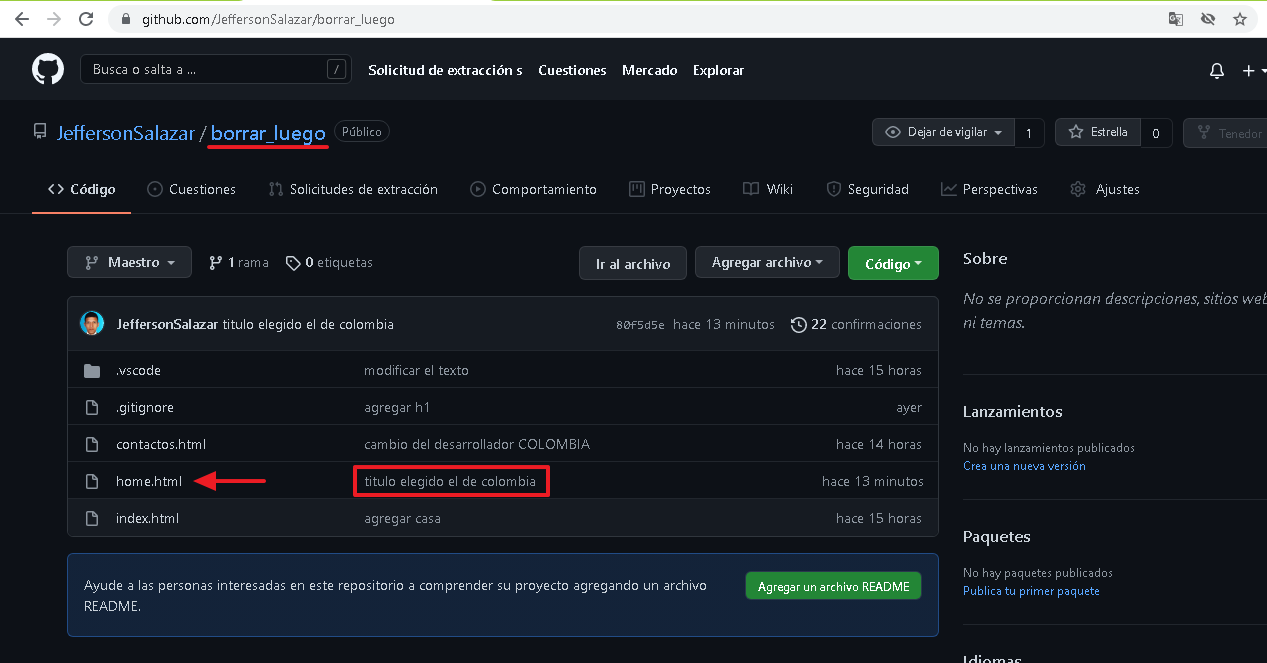 github.com/JeffersonSalazar/borrar_luego
Busca o salta a ... /
Solicitud de extracción s Cuestiones Mercado Explorar
JeffersonSalazar / borrar_luego Público
Dejar de vigilar 1 Estrella 0 Tenedor
Código Cuestiones Solicitudes de extracción Comportamiento Proyectos Wiki Seguridad Perspectivas Ajustes
Maestro 1 rama 0 etiquetas Ir al archivo Agregar archivo Código
JeffersonSalazar titulo elegido el de colombia 80f5d5e hace 13 minutos 22 confirmaciones
.vscode modificar el texto hace 15 horas
.gitignore agregar h1 ayer
contactos.html cambio del desarrollador COLOMBIA hace 14 horas
home.html titulo elegido el de colombia hace 13 minutos
index.html agregar casa hace 15 horas
Ayude a las personas interesadas en este repositorio a comprender su proyecto agregando un archivo
README.
Agregar un archivo README
Sobre
No se proporcionan descripciones, sitios web
ni temas.
Lanzamientos
No hay lanzamientos publicados
Crea una nueva versión
Paquetes
No hay paquetes publicados
Publica tu primer paquete
Idiomas